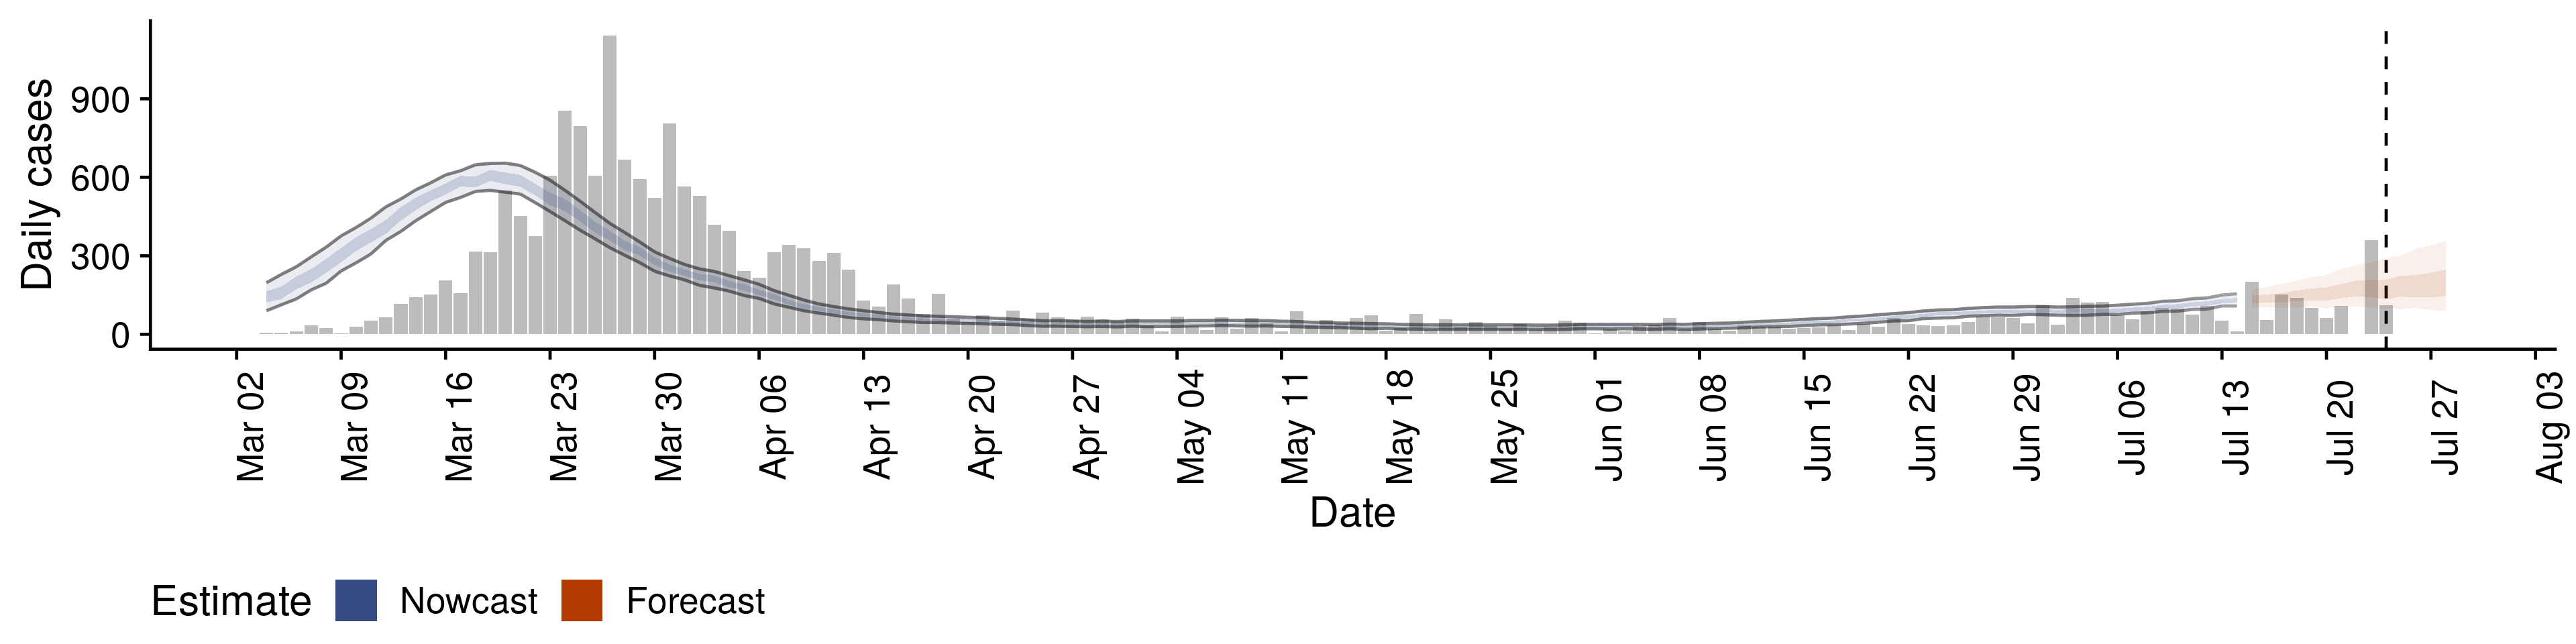 Daily cases
900
600
300
0
Mar 02
Mar 09
Mar 16
Mar 23
Mar 30
Apr 06
Apr 13
Apr 20
Apr 27
May 04
May 11
May 18
May 25
Jun 01
Jun 08
Jun 15
Jun 22
Jun 29
Jul 06
Jul 13
Jul 20
Jul 27
Aug 03
Date
Estimate Nowcast Forecast